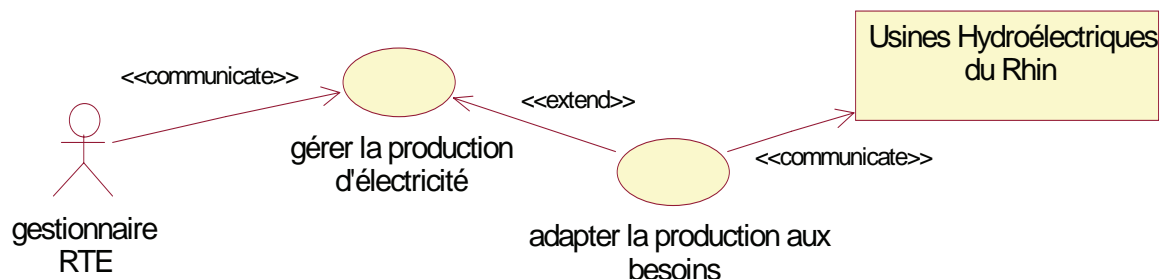 Usines Hydroélectriques
du Rhin
<<communicate>>
<<extend>>
gérer la production
d'électricité
<<communicate>>
gestionnaire
RTE
adapter la production aux
besoins